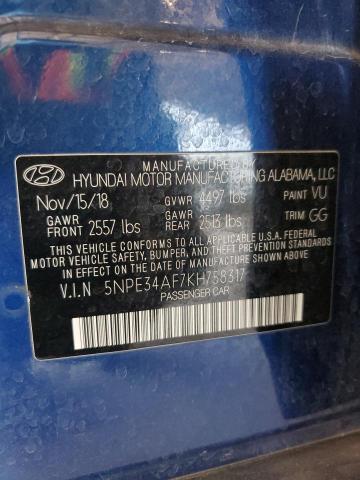 MANUFACTURED BY
HYUNDAI MOTOR MANUFACTURING ALABAMA, LLC
Nov/15/18 GVWR 4497 lbs PAINT VU
GAWR FRONT 2557 lbs GAWR REAR 2513 lbs TRIM GG
THIS VEHICLE CONFORMS TO ALL APPLICABLE U.S.A. FEDERAL
MOTOR VEHICLE SAFETY, BUMPER, AND THEFT PREVENTION
STANDARDS IN EFFECT ON THE DATE OF MANUFACTURE
SHOWN ABOVE.
V.I.N 5NPE34AF7KH758317
PASSENGER CAR